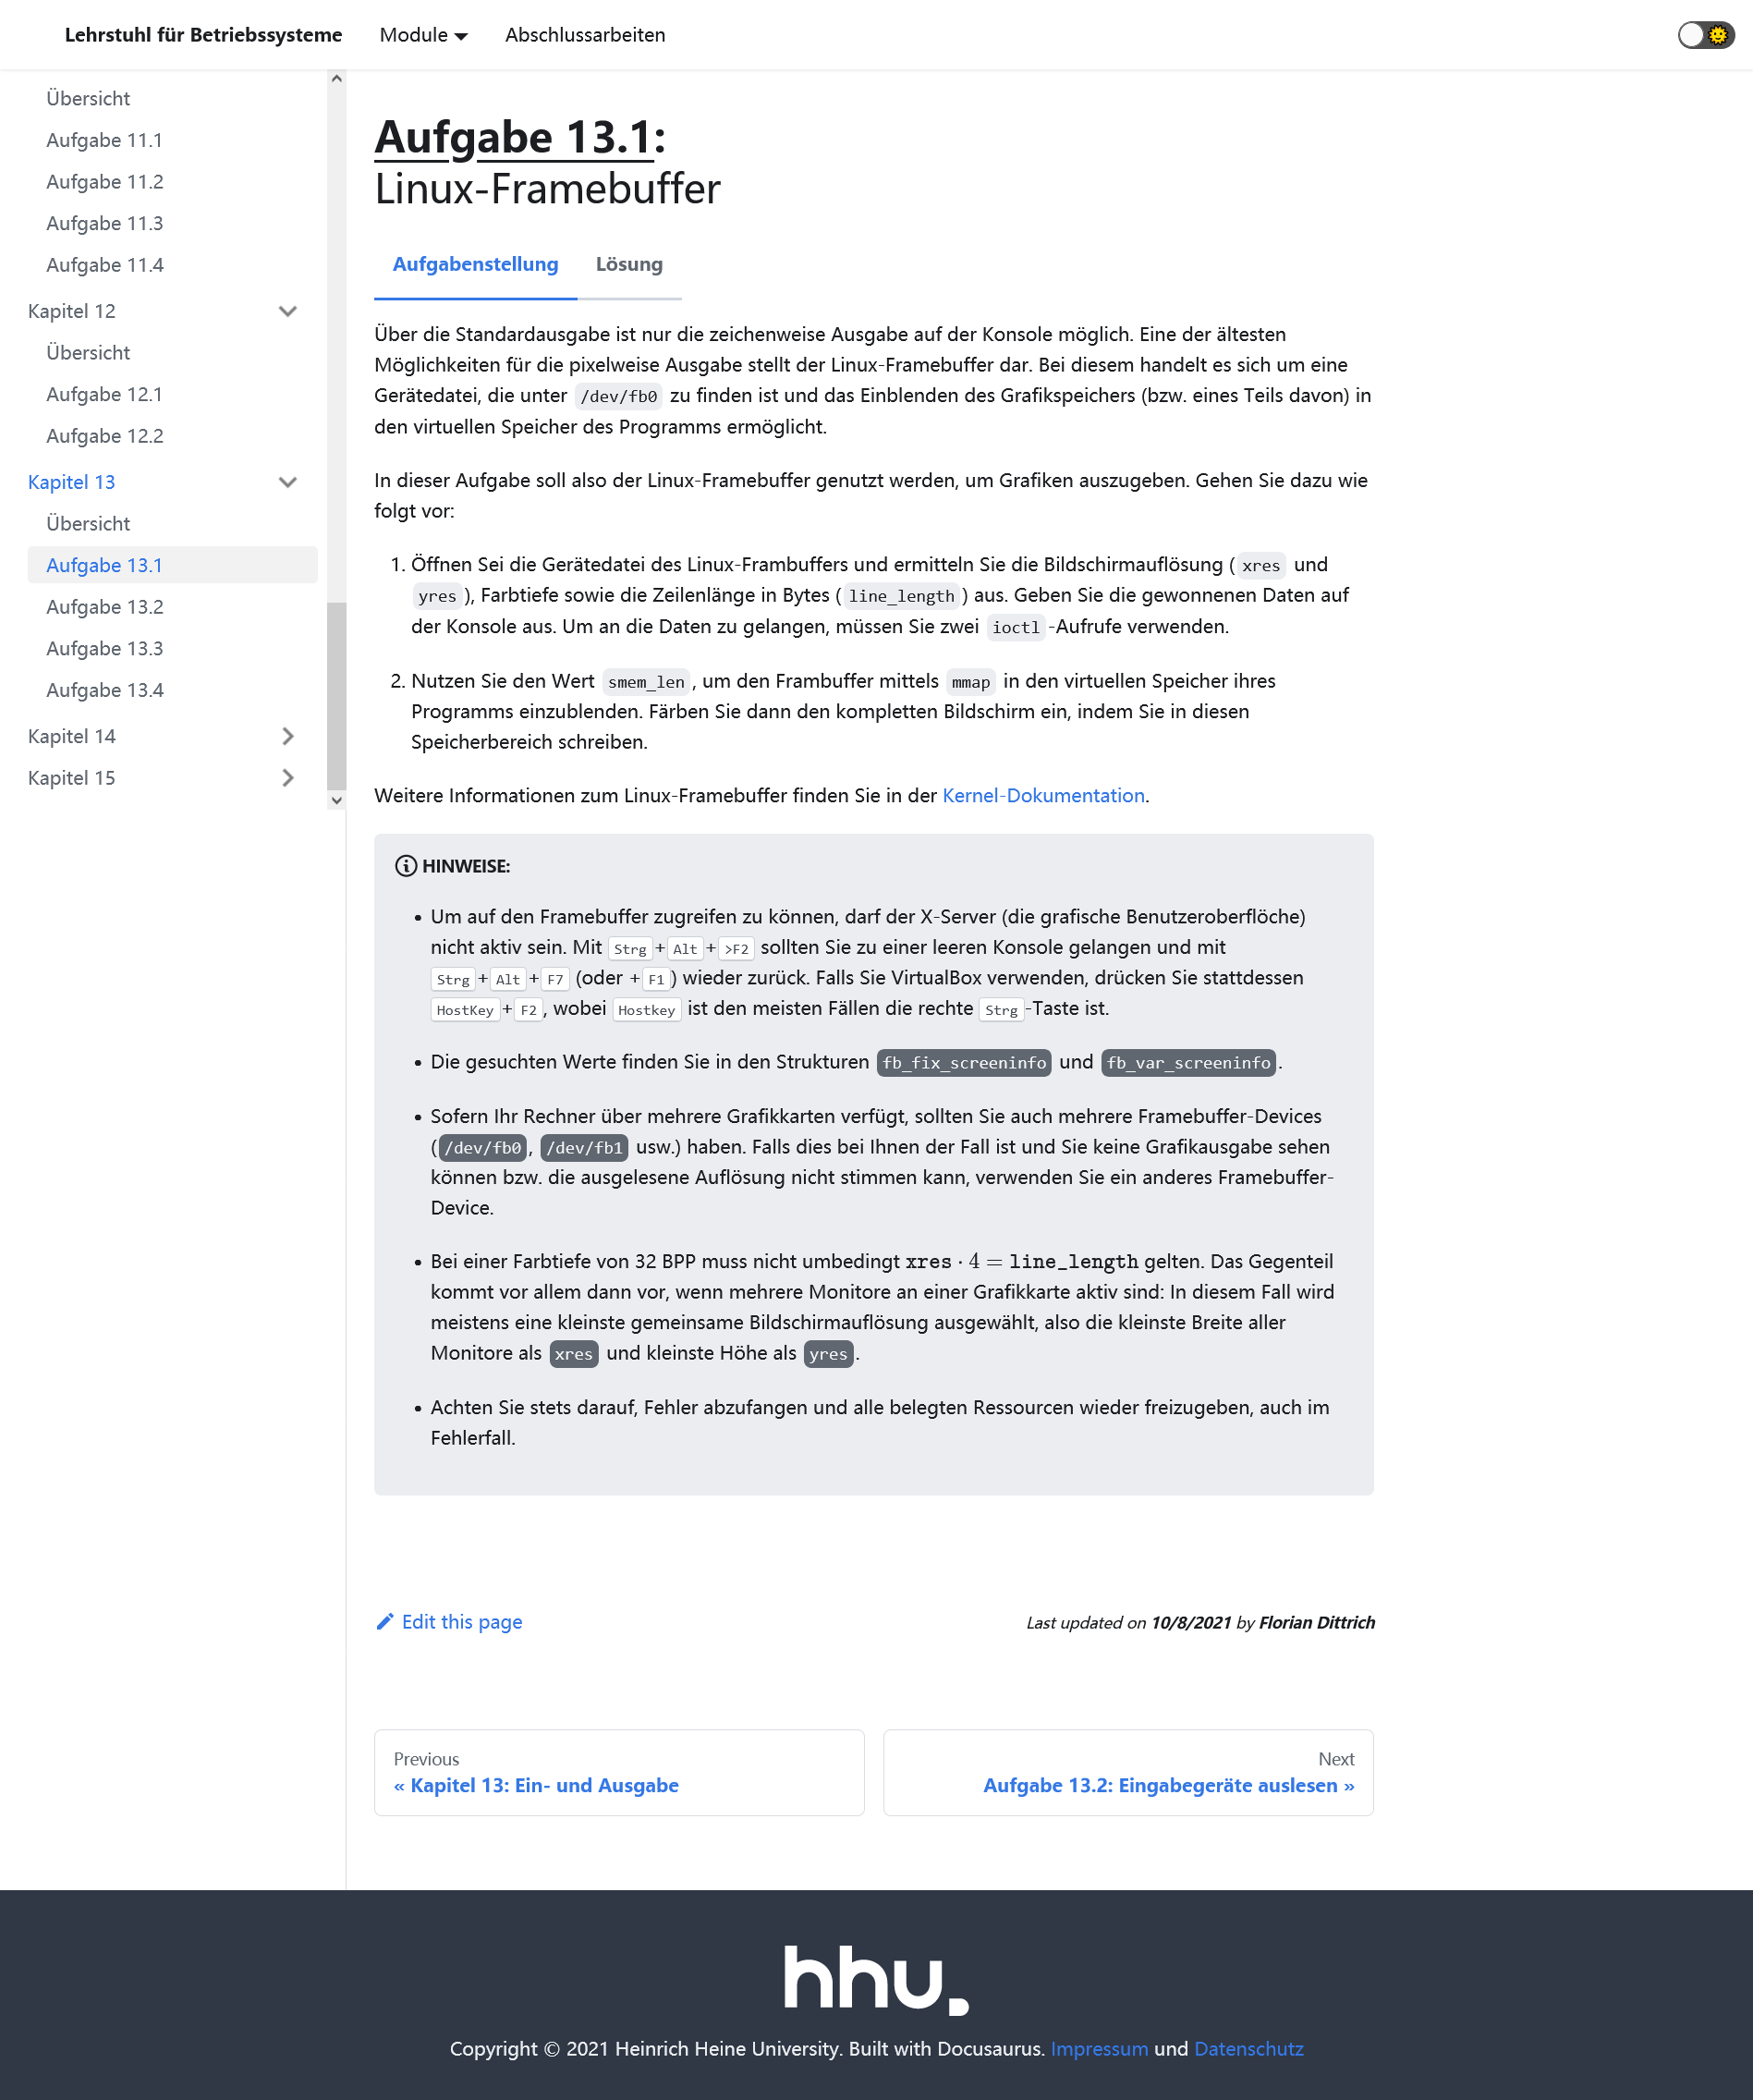 Lehrstuhl für Betriebssysteme Module Abschlussarbeiten
Übersicht
Aufgabe 11.1
Aufgabe 11.2
Aufgabe 11.3
Aufgabe 11.4
Kapitel 12
Übersicht
Aufgabe 12.1
Aufgabe 12.2
Kapitel 13
Übersicht
Aufgabe 13.1
Aufgabe 13.2
Aufgabe 13.3
Aufgabe 13.4
Kapitel 14
Kapitel 15
Aufgabe 13.1:
Linux-Framebuffer
Aufgabenstellung Lösung
Über die Standardausgabe ist nur die zeichenweise Ausgabe auf der Konsole möglich. Eine der ältesten
Möglichkeiten für die pixelweise Ausgabe stellt der Linux-Framebuffer dar. Bei diesem handelt es sich um eine
Gerätedatei, die unter /dev/fb0 zu finden ist und das Einblenden des Grafikspeichers (bzw. eines Teils davon) in
den virtuellen Speicher des Programms ermöglicht.
In dieser Aufgabe soll also der Linux-Framebuffer genutzt werden, um Grafiken auszugeben. Gehen Sie dazu wie
folgt vor:
1. Öffnen Sei die Gerätedatei des Linux-Frambuffers und ermitteln Sie die Bildschirmauflösung ( xres und
yres ), Farbtiefe sowie die Zeilenlänge in Bytes ( line_length ) aus. Geben Sie die gewonnenen Daten auf
der Konsole aus. Um an die Daten zu gelangen, müssen Sie zwei ioctl -Aufrufe verwenden.
2. Nutzen Sie den Wert smem_len , um den Frambuffer mittels mmap in den virtuellen Speicher ihres
Programms einzublenden. Färben Sie dann den kompletten Bildschirm ein, indem Sie in diesen
Speicherbereich schreiben.
Weitere Informationen zum Linux-Framebuffer finden Sie in der Kernel-Dokumentation.
HINWEISE:
• Um auf den Framebuffer zugreifen zu können, darf der X-Server (die grafische Benutzeroberflöche)
nicht aktiv sein. Mit Strg+Alt+>F2 sollten Sie zu einer leeren Konsole gelangen und mit
Strg+Alt+F7 (oder +F1) wieder zurück. Falls Sie VirtualBox verwenden, drücken Sie stattdessen
HostKey+F2, wobei Hostkey ist den meisten Fällen die rechte Strg-Taste ist.
• Die gesuchten Werte finden Sie in den Strukturen fb_fix_screeninfo und fb_var_screeninfo .
• Sofern Ihr Rechner über mehrere Grafikkarten verfügt, sollten Sie auch mehrere Framebuffer-Devices
( /dev/fb0 , /dev/fb1 usw.) haben. Falls dies bei Ihnen der Fall ist und Sie keine Grafikausgabe sehen
können bzw. die ausgelesene Auflösung nicht stimmen kann, verwenden Sie ein anderes Framebuffer-
Device.
• Bei einer Farbtiefe von 32 BPP muss nicht umbedingt xres · 4 = line_length gelten. Das Gegenteil
kommt vor allem dann vor, wenn mehrere Monitore an einer Grafikkarte aktiv sind: In diesem Fall wird
meistens eine kleinste gemeinsame Bildschirmauflösung ausgewählt, also die kleinste Breite aller
Monitore als xres und kleinste Höhe als yres .
• Achten Sie stets darauf, Fehler abzufangen und alle belegten Ressourcen wieder freizugeben, auch im
Fehlerfall.
Edit this page Last updated on 10/8/2021 by Florian Dittrich
Previous
« Kapitel 13: Ein- und Ausgabe
Next
Aufgabe 13.2: Eingabegeräte auslesen »
hhu.
Copyright © 2021 Heinrich Heine University. Built with Docusaurus. Impressum und Datenschutz